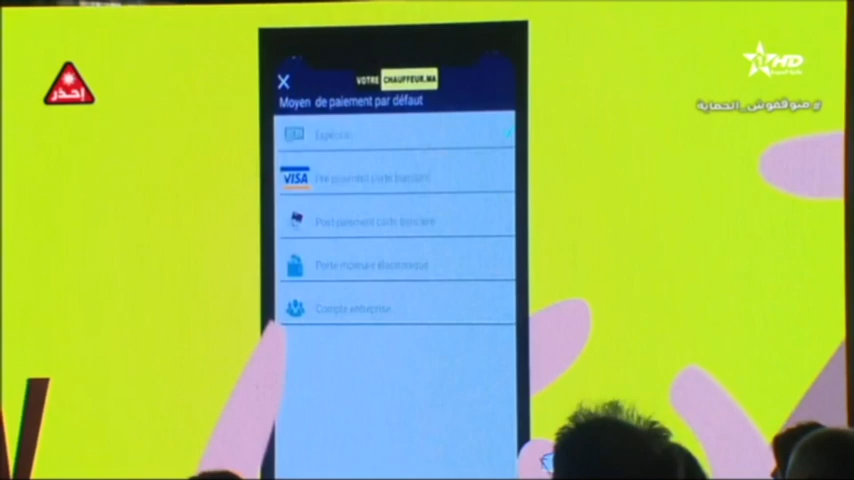 إحذر
HD
#منوقفوش_الحماية
VOTRE CHAUFFEUR.MA
Moyen de paiement par défaut
Espèces
VISA Pré paiement carte bancaire
Post paiement carte bancaire
Porte monnaie électronique
Compte entreprise